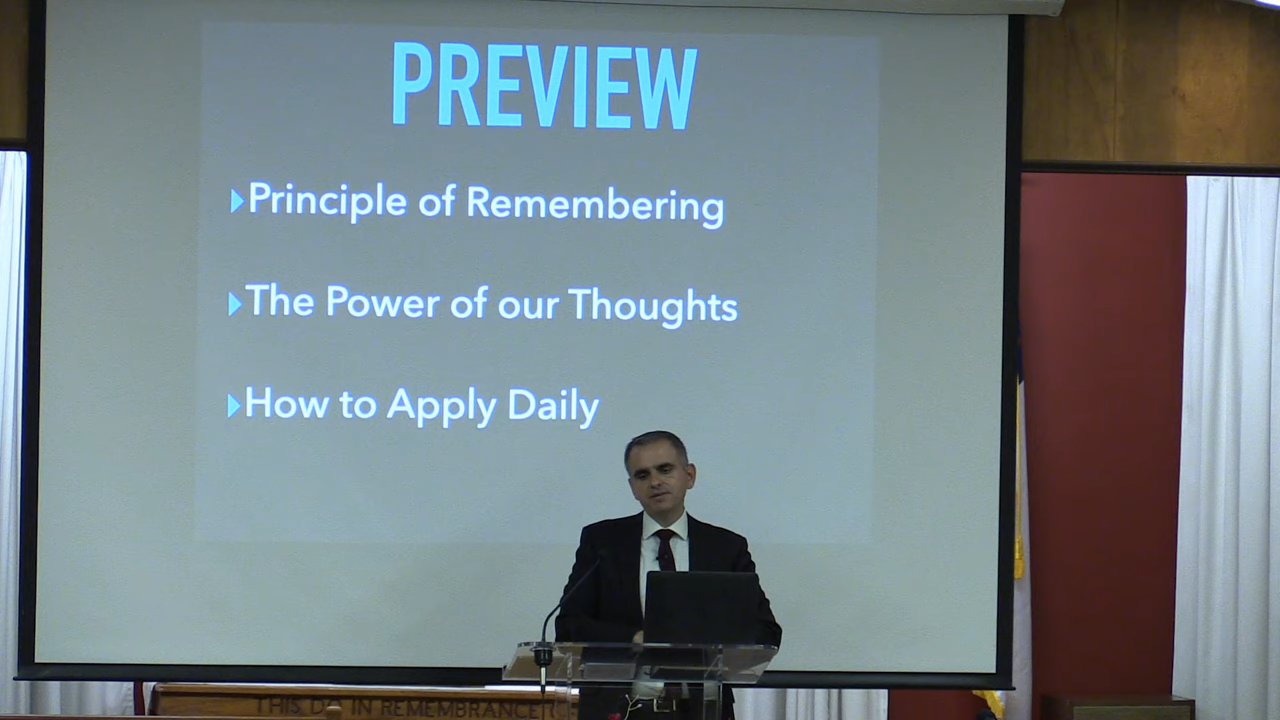 PREVIEW
Principle of Remembering
The Power of our Thoughts
How to Apply Daily
THIS DO IN REMEMBRANCE